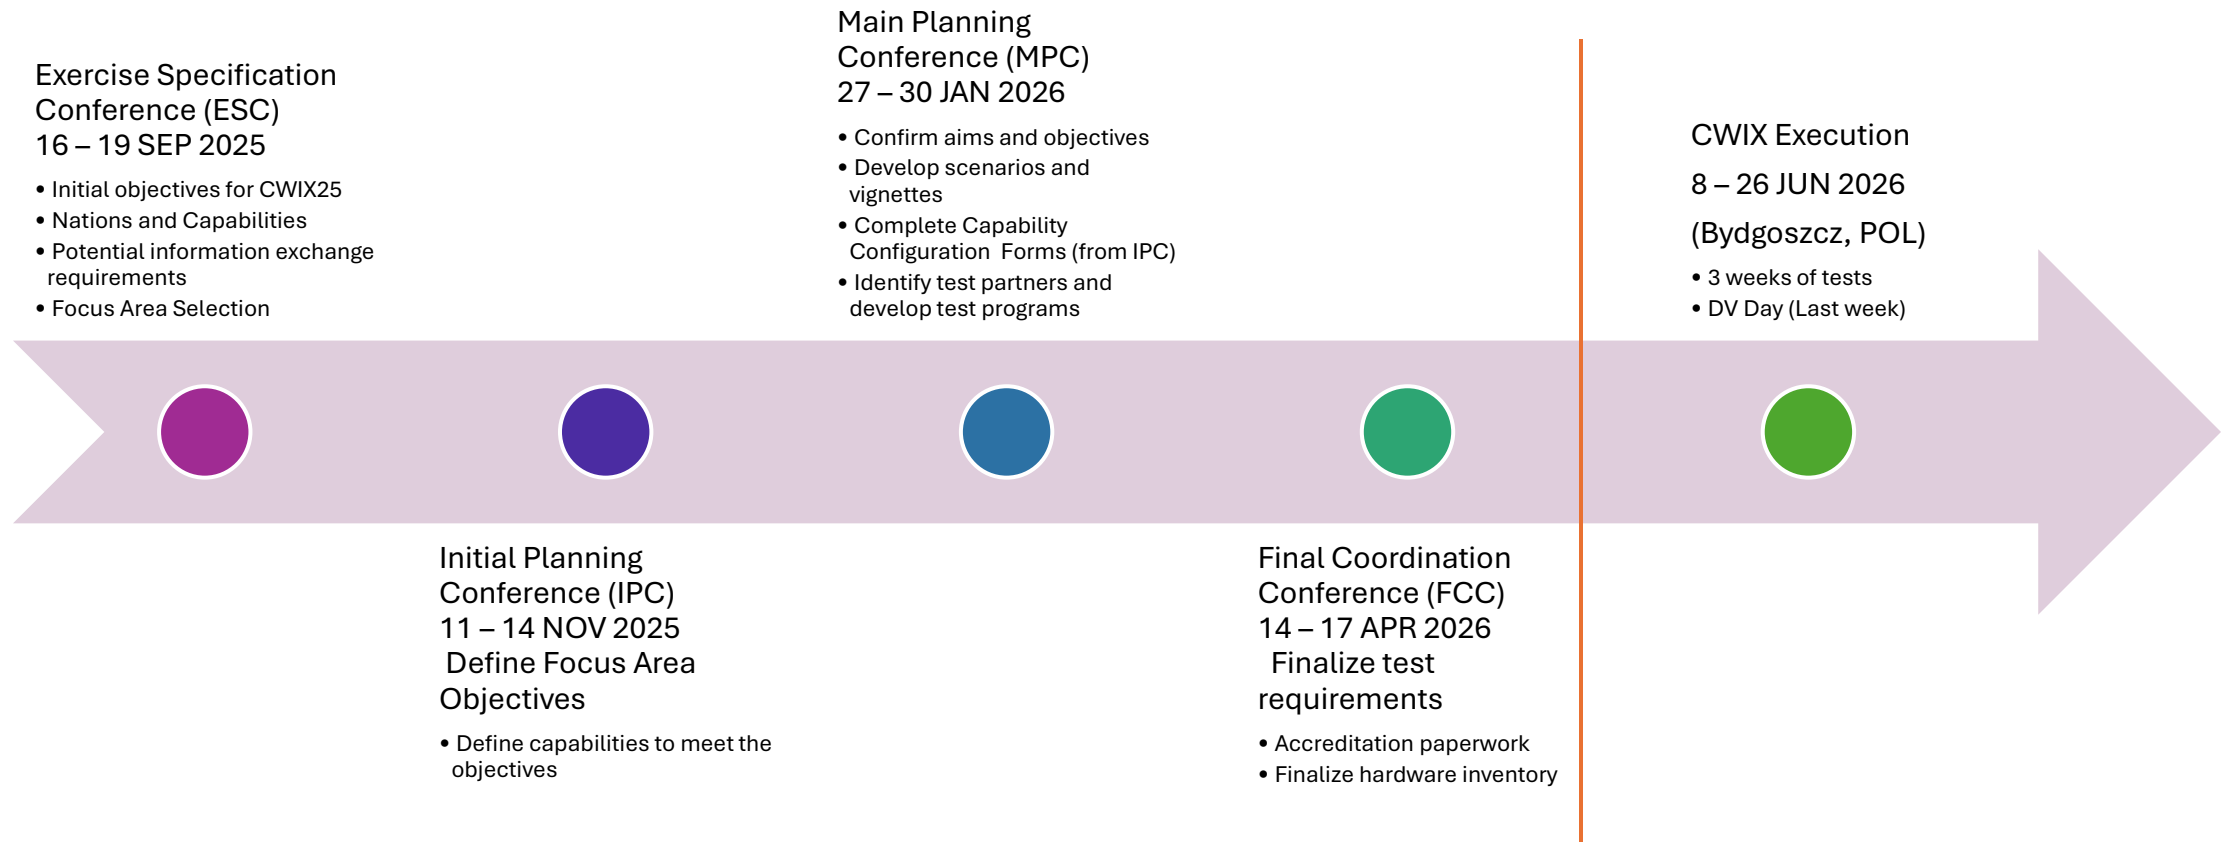 Exercise Specification
Conference (ESC)
16 – 19 SEP 2025
• Initial objectives for CWIX25
• Nations and Capabilities
• Potential information exchange
requirements
• Focus Area Selection
Initial Planning
Conference (IPC)
11 – 14 NOV 2025
Define Focus Area
Objectives
• Define capabilities to meet the
objectives
Main Planning
Conference (MPC)
27 – 30 JAN 2026
• Confirm aims and objectives
• Develop scenarios and
vignettes
• Complete Capability
Configuration Forms (from IPC)
• Identify test partners and
develop test programs
Final Coordination
Conference (FCC)
14 – 17 APR 2026
Finalize test
requirements
• Accreditation paperwork
• Finalize hardware inventory
CWIX Execution
8 – 26 JUN 2026
(Bydgoszcz, POL)
• 3 weeks of tests
• DV Day (Last week)